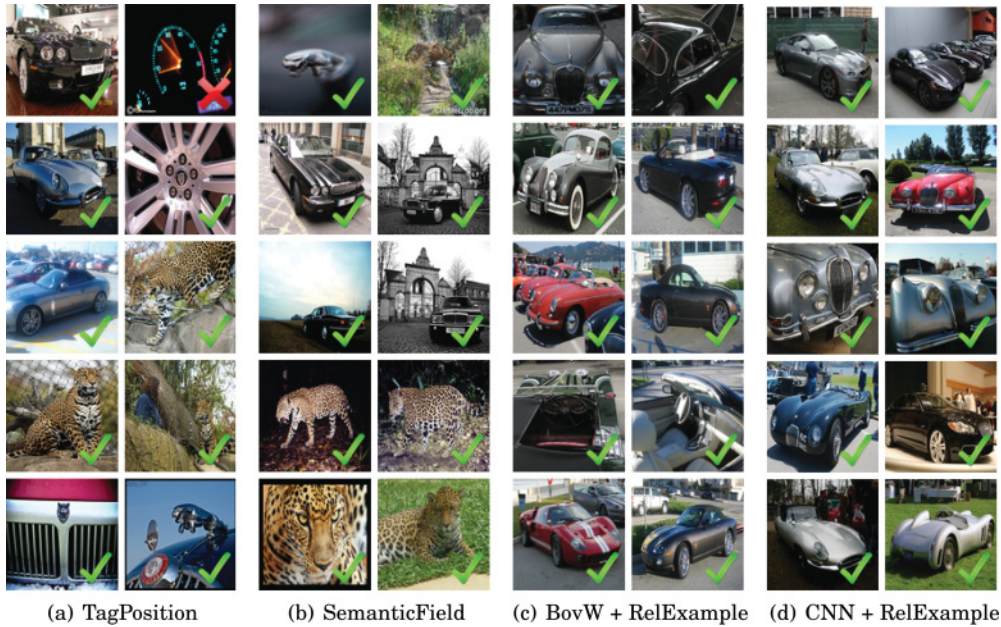 (a) TagPosition
(b) SemanticField
(c) BovW + RelExample
(d) CNN + RelExample